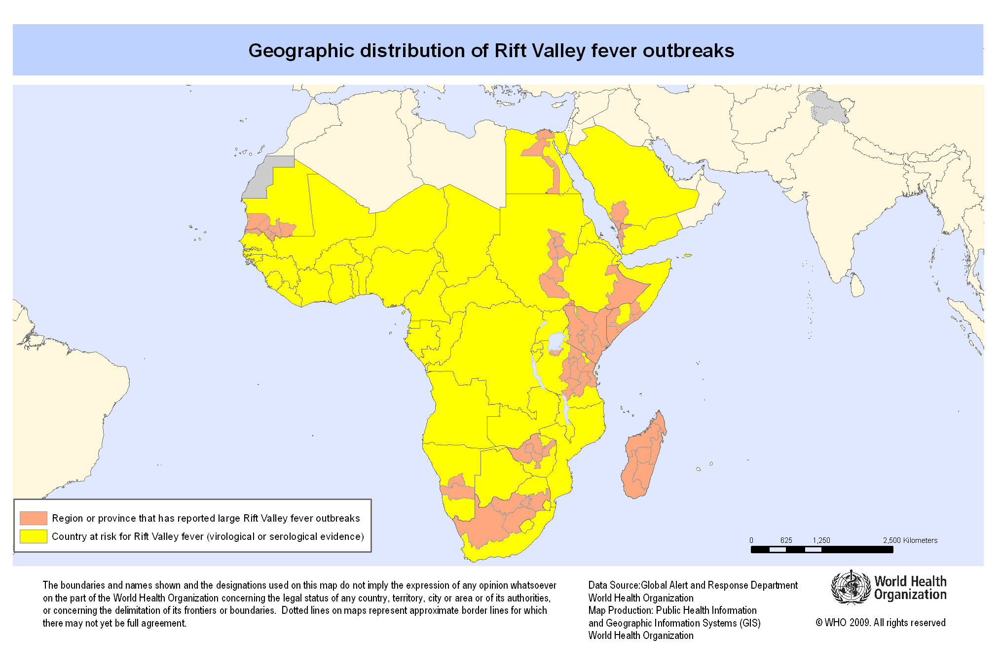 Geographic distribution of Rift Valley fever outbreaks
Region or province that has reported large Rift Valley fever outbreaks
Country at risk for Rift Valley fever (virological or serological evidence)
0 625 1,250 2,500 Kilometers
The boundaries and names shown and the designations used on this map do not imply the expression of any opinion whatsoever
on the part of the World Health Organization concerning the legal status of any country, territory, city or area or of its authorities,
or concerning the delimitation of its frontiers or boundaries.  Dotted lines on maps represent approximate border lines for which
there may not yet be full agreement.
Data Source:Global Alert and Response Department
World Health Organization
Map Production: Public Health Information
and Geographic Information Systems (GIS)
World Health Organization
World Health
Organization
© WHO 2009. All rights reserved